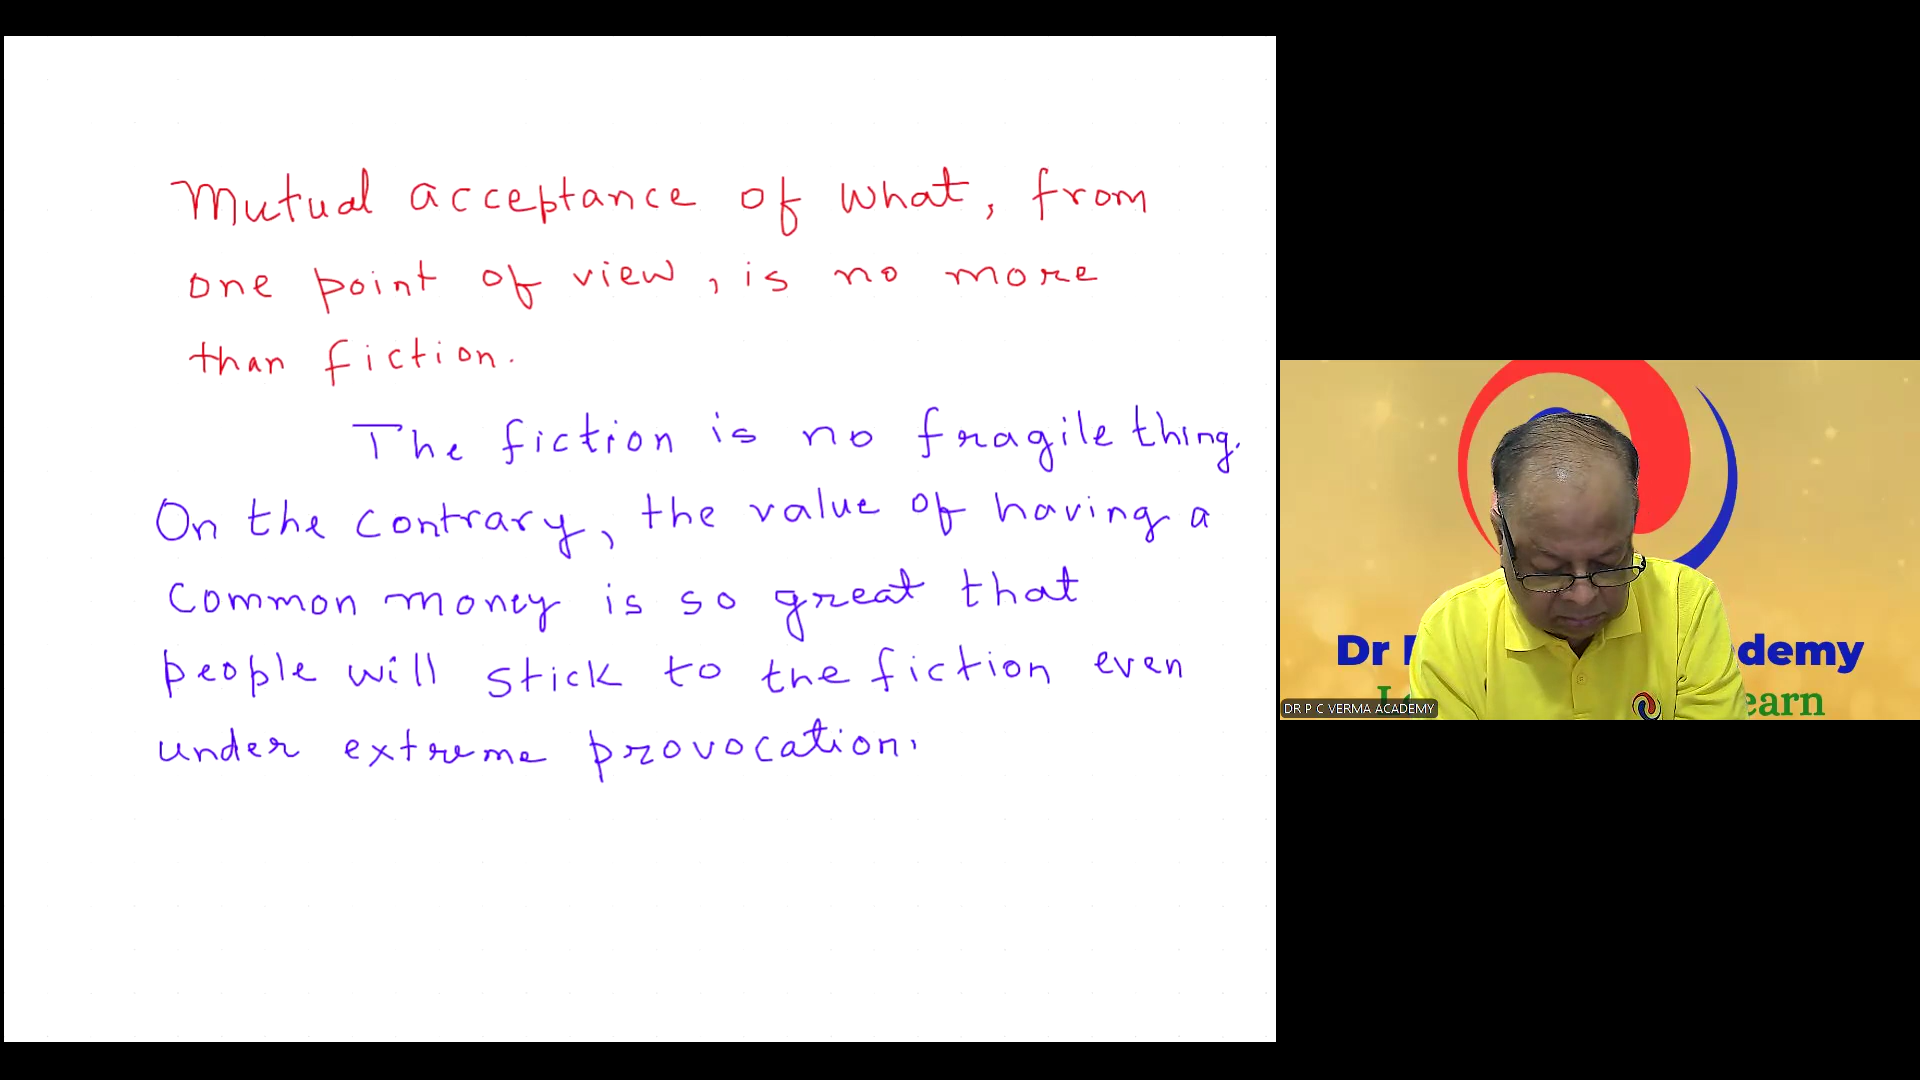 Mutual acceptance of what, from
one point of view, is no more
than fiction.
The fiction is no fragile thing.
On the contrary, the value of having a
common money is so great that
people will stick to the fiction even
under extreme provocation.
Dr demy
earn
DR P C VERMA ACADEMY